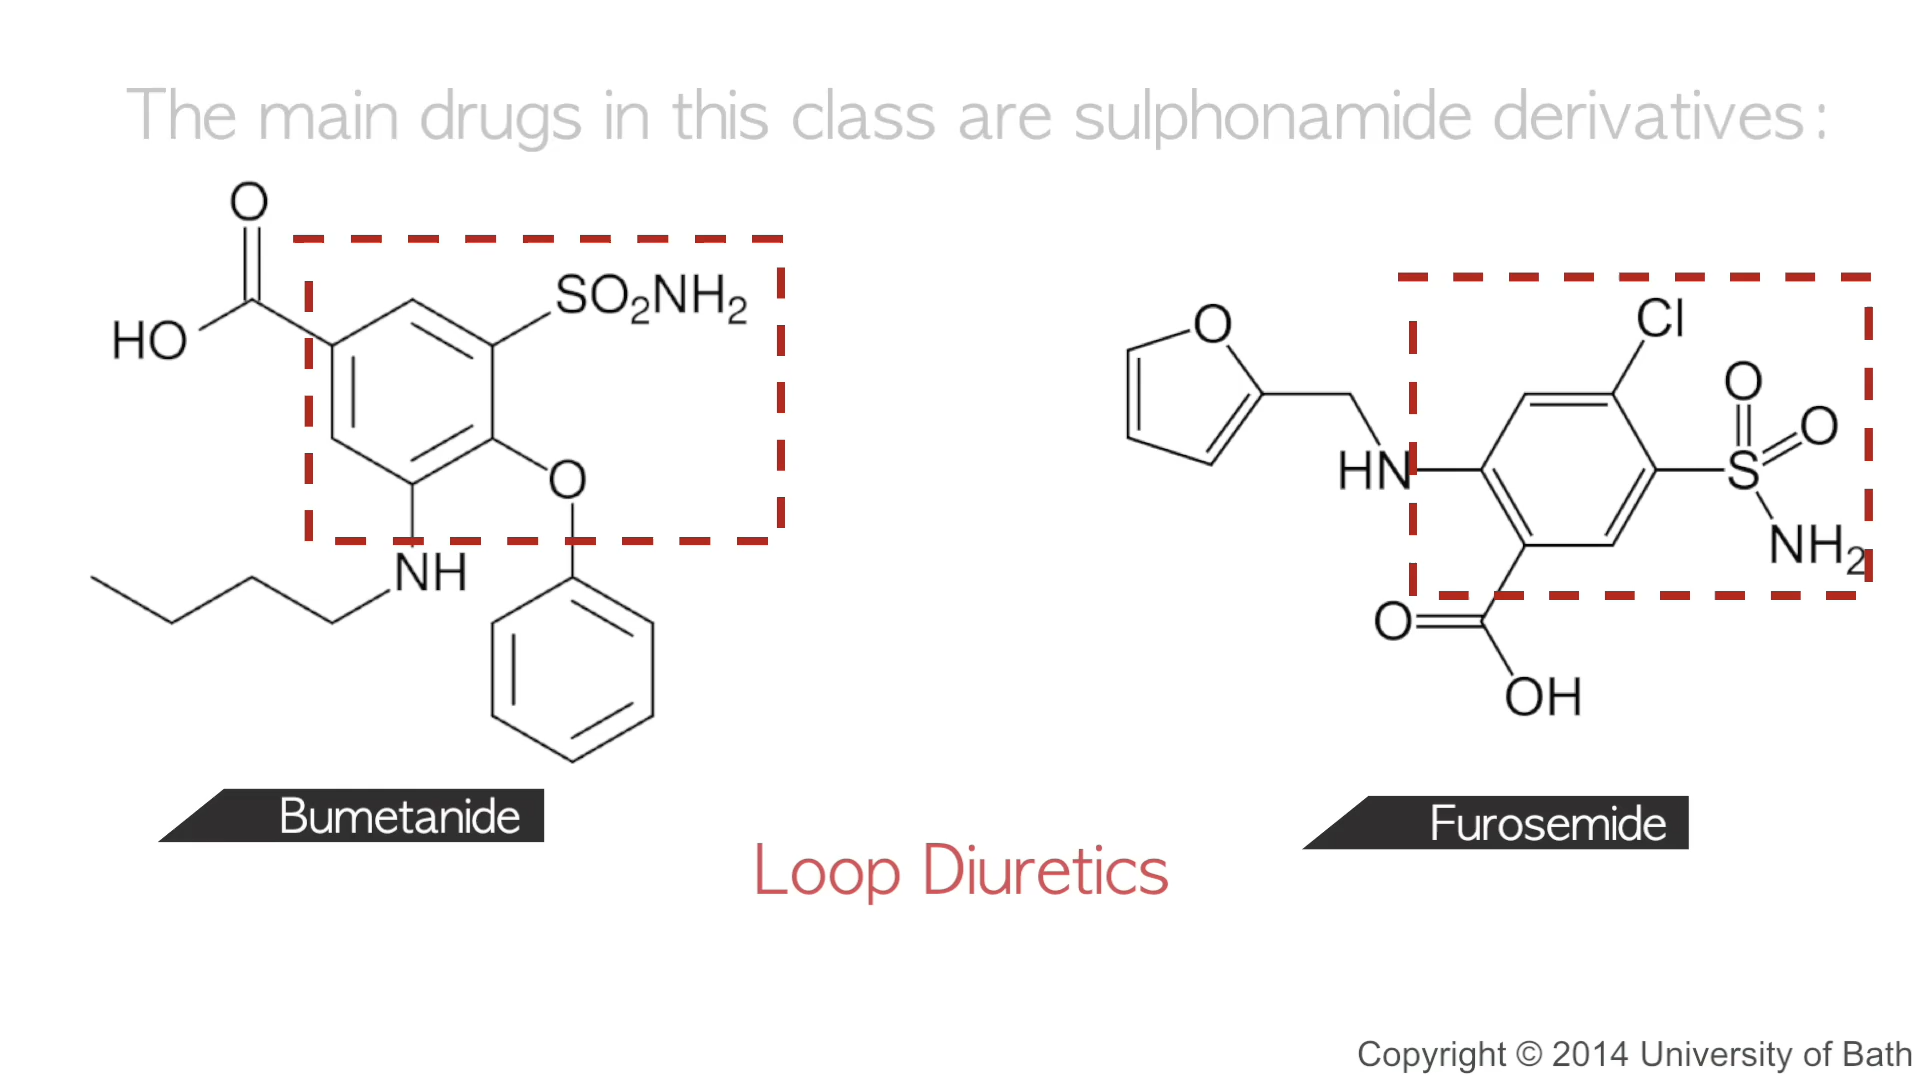 The main drugs in this class are sulphonamide derivatives:
O
HO
SO₂NH₂
O
NH
O
HN
Cl
O
O
S
NH₂
O
OH
Bumetanide
Furosemide
Loop Diuretics
Copyright © 2014 University of Bath